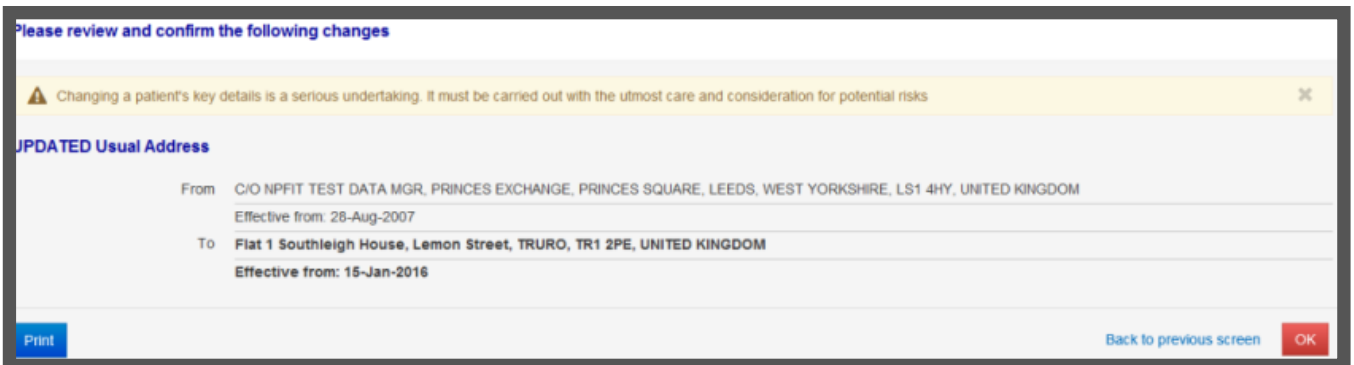 Please review and confirm the following changes
Changing a patient's key details is a serious undertaking. It must be carried out with the utmost care and consideration for potential risks
UPDATED Usual Address
From C/O NPFIT TEST DATA MGR, PRINCES EXCHANGE, PRINCES SQUARE, LEEDS, WEST YORKSHIRE, LS1 4HY, UNITED KINGDOM
Effective from: 28-Aug-2007
To Flat 1 Southleigh House, Lemon Street, TRURO, TR1 2PE, UNITED KINGDOM
Effective from: 15-Jan-2016
Print Back to previous screen OK